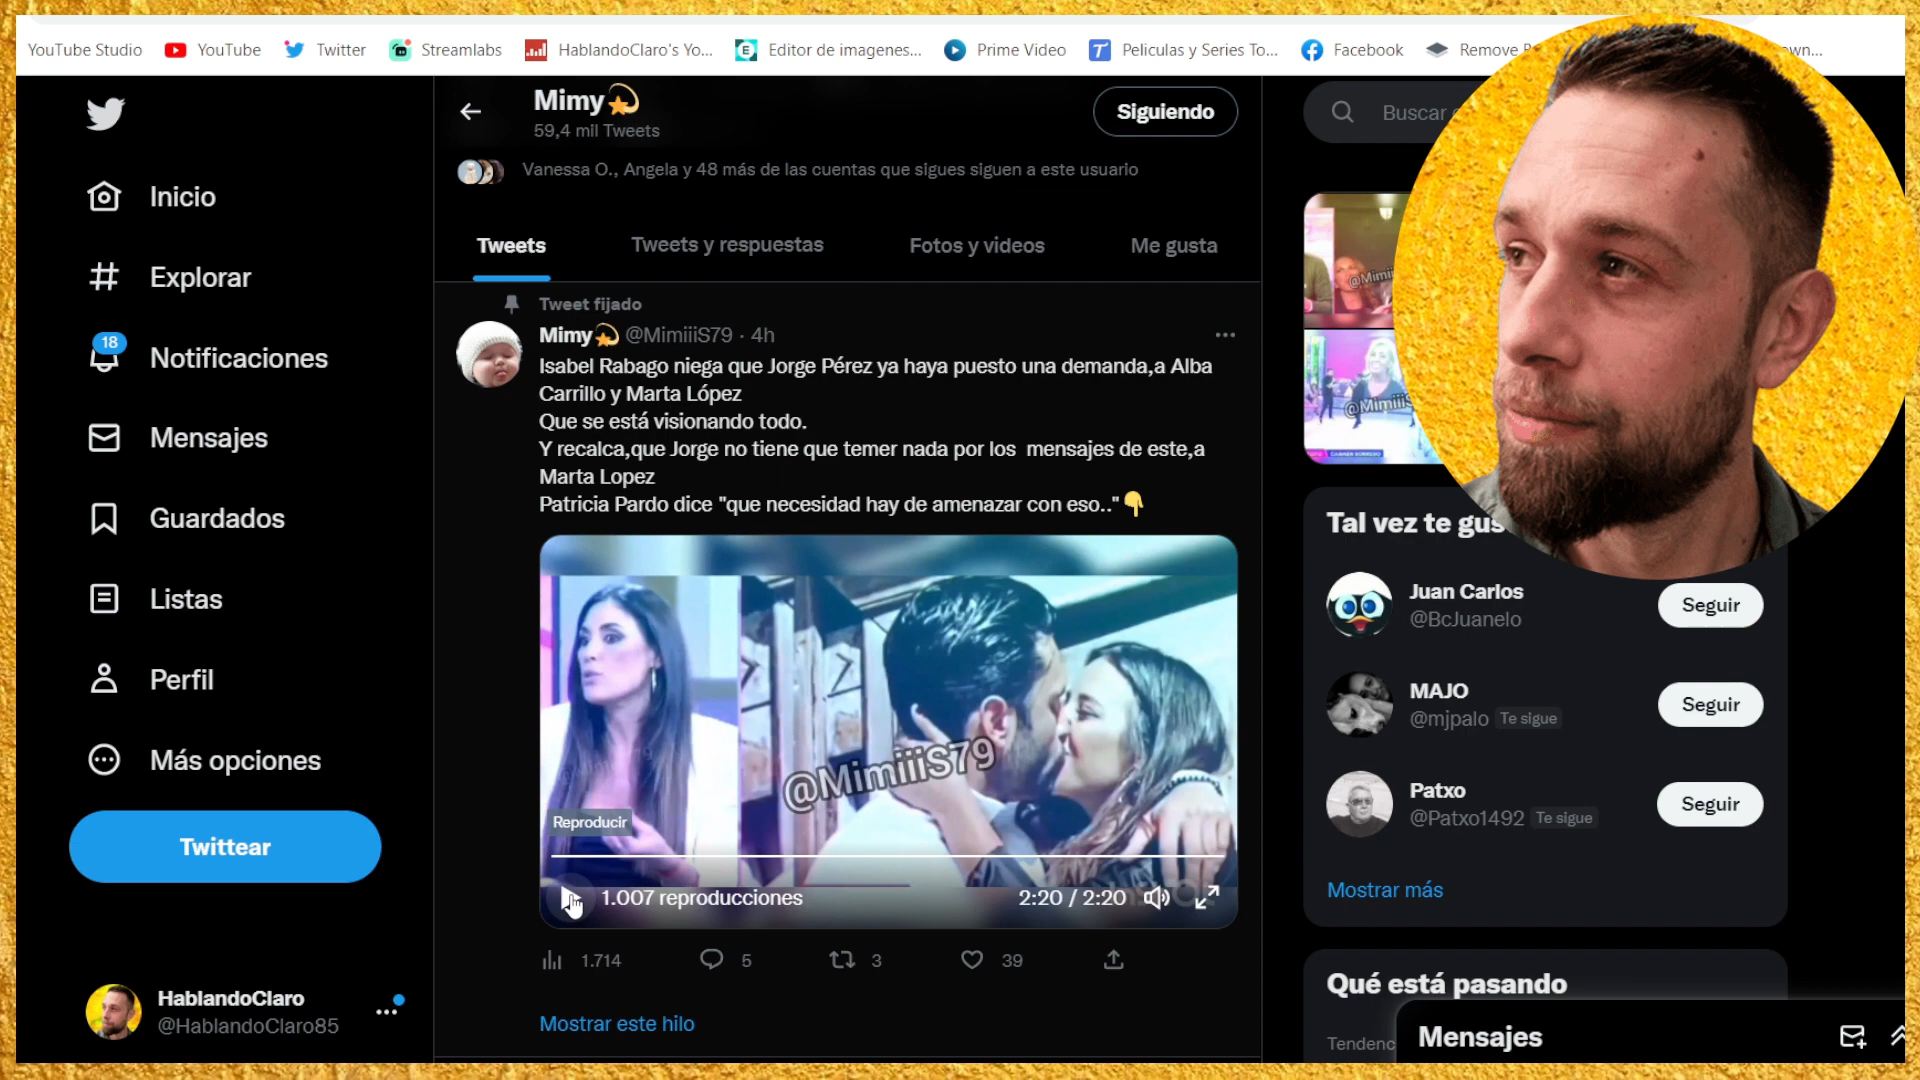 YouTube Studio
YouTube
Twitter
Streamlabs
HablandoClaro's Yo...
Editor de imagenes...
Prime Video
Peliculas y Series To...
Facebook
Remove
Mimy
59,4 mil Tweets
Siguiendo
Buscar
Vanessa O., Angela y 48 más de las cuentas que sigues siguen a este usuario
Inicio
Explorar
18
Notificaciones
Mensajes
Guardados
Listas
Perfil
Más opciones
Twittear
HablandoClaro
@HablandoClaro85
Tweets
Tweets y respuestas
Fotos y videos
Me gusta
Tweet fijado
Mimy @MimiiiS79 · 4h
Isabel Rabago niega que Jorge Pérez ya haya puesto una demanda,a Alba
Carrillo y Marta López
Que se está visionando todo.
Y recalca,que Jorge no tiene que temer nada por los mensajes de este,a
Marta Lopez
Patricia Pardo dice "que necesidad hay de amenazar con eso.."
@MimiiiS79
Reproducir
1.007 reproducciones
2:20 / 2:20
1.714
5
3
39
Mostrar este hilo
Tal vez te gus
Juan Carlos
@BcJuanelo
Seguir
MAJO
@mjpalo Te sigue
Seguir
Patxo
@Patxo1492 Te sigue
Seguir
Mostrar más
Qué está pasando
Mensajes